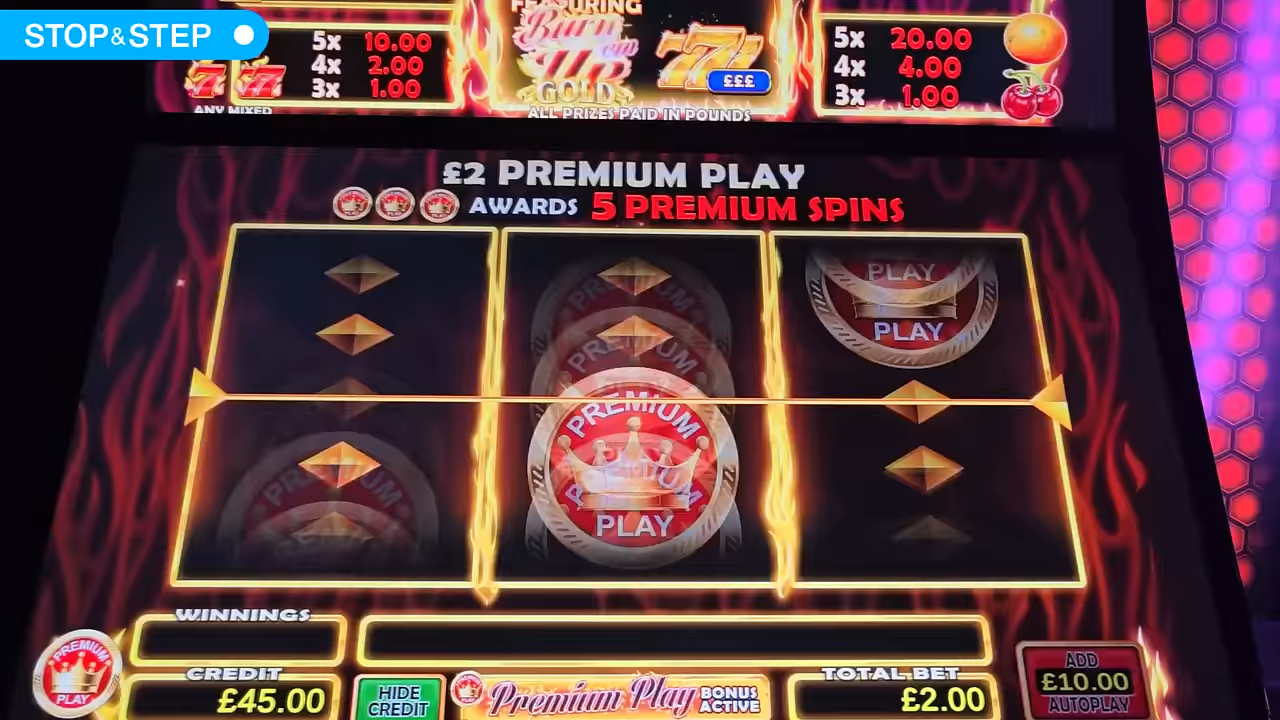 STOP&STEP
FEATURING
Burn 'em Up
GOLD
£££
ALL PRIZES PAID IN POUNDS
5x 10.00
4x 2.00
3x 1.00
ANY MIXED
5x 20.00
4x 4.00
3x 1.00
£2 PREMIUM PLAY
AWARDS 5 PREMIUM SPINS
PLAY
PLAY
PREMIUM
PLAY
WINNINGS
CREDIT
£45.00
PREMIUM
PLAY
HIDE
CREDIT
Premium Play BONUS
ACTIVE
TOTAL BET
£2.00
ADD
£10.00
AUTOPLAY